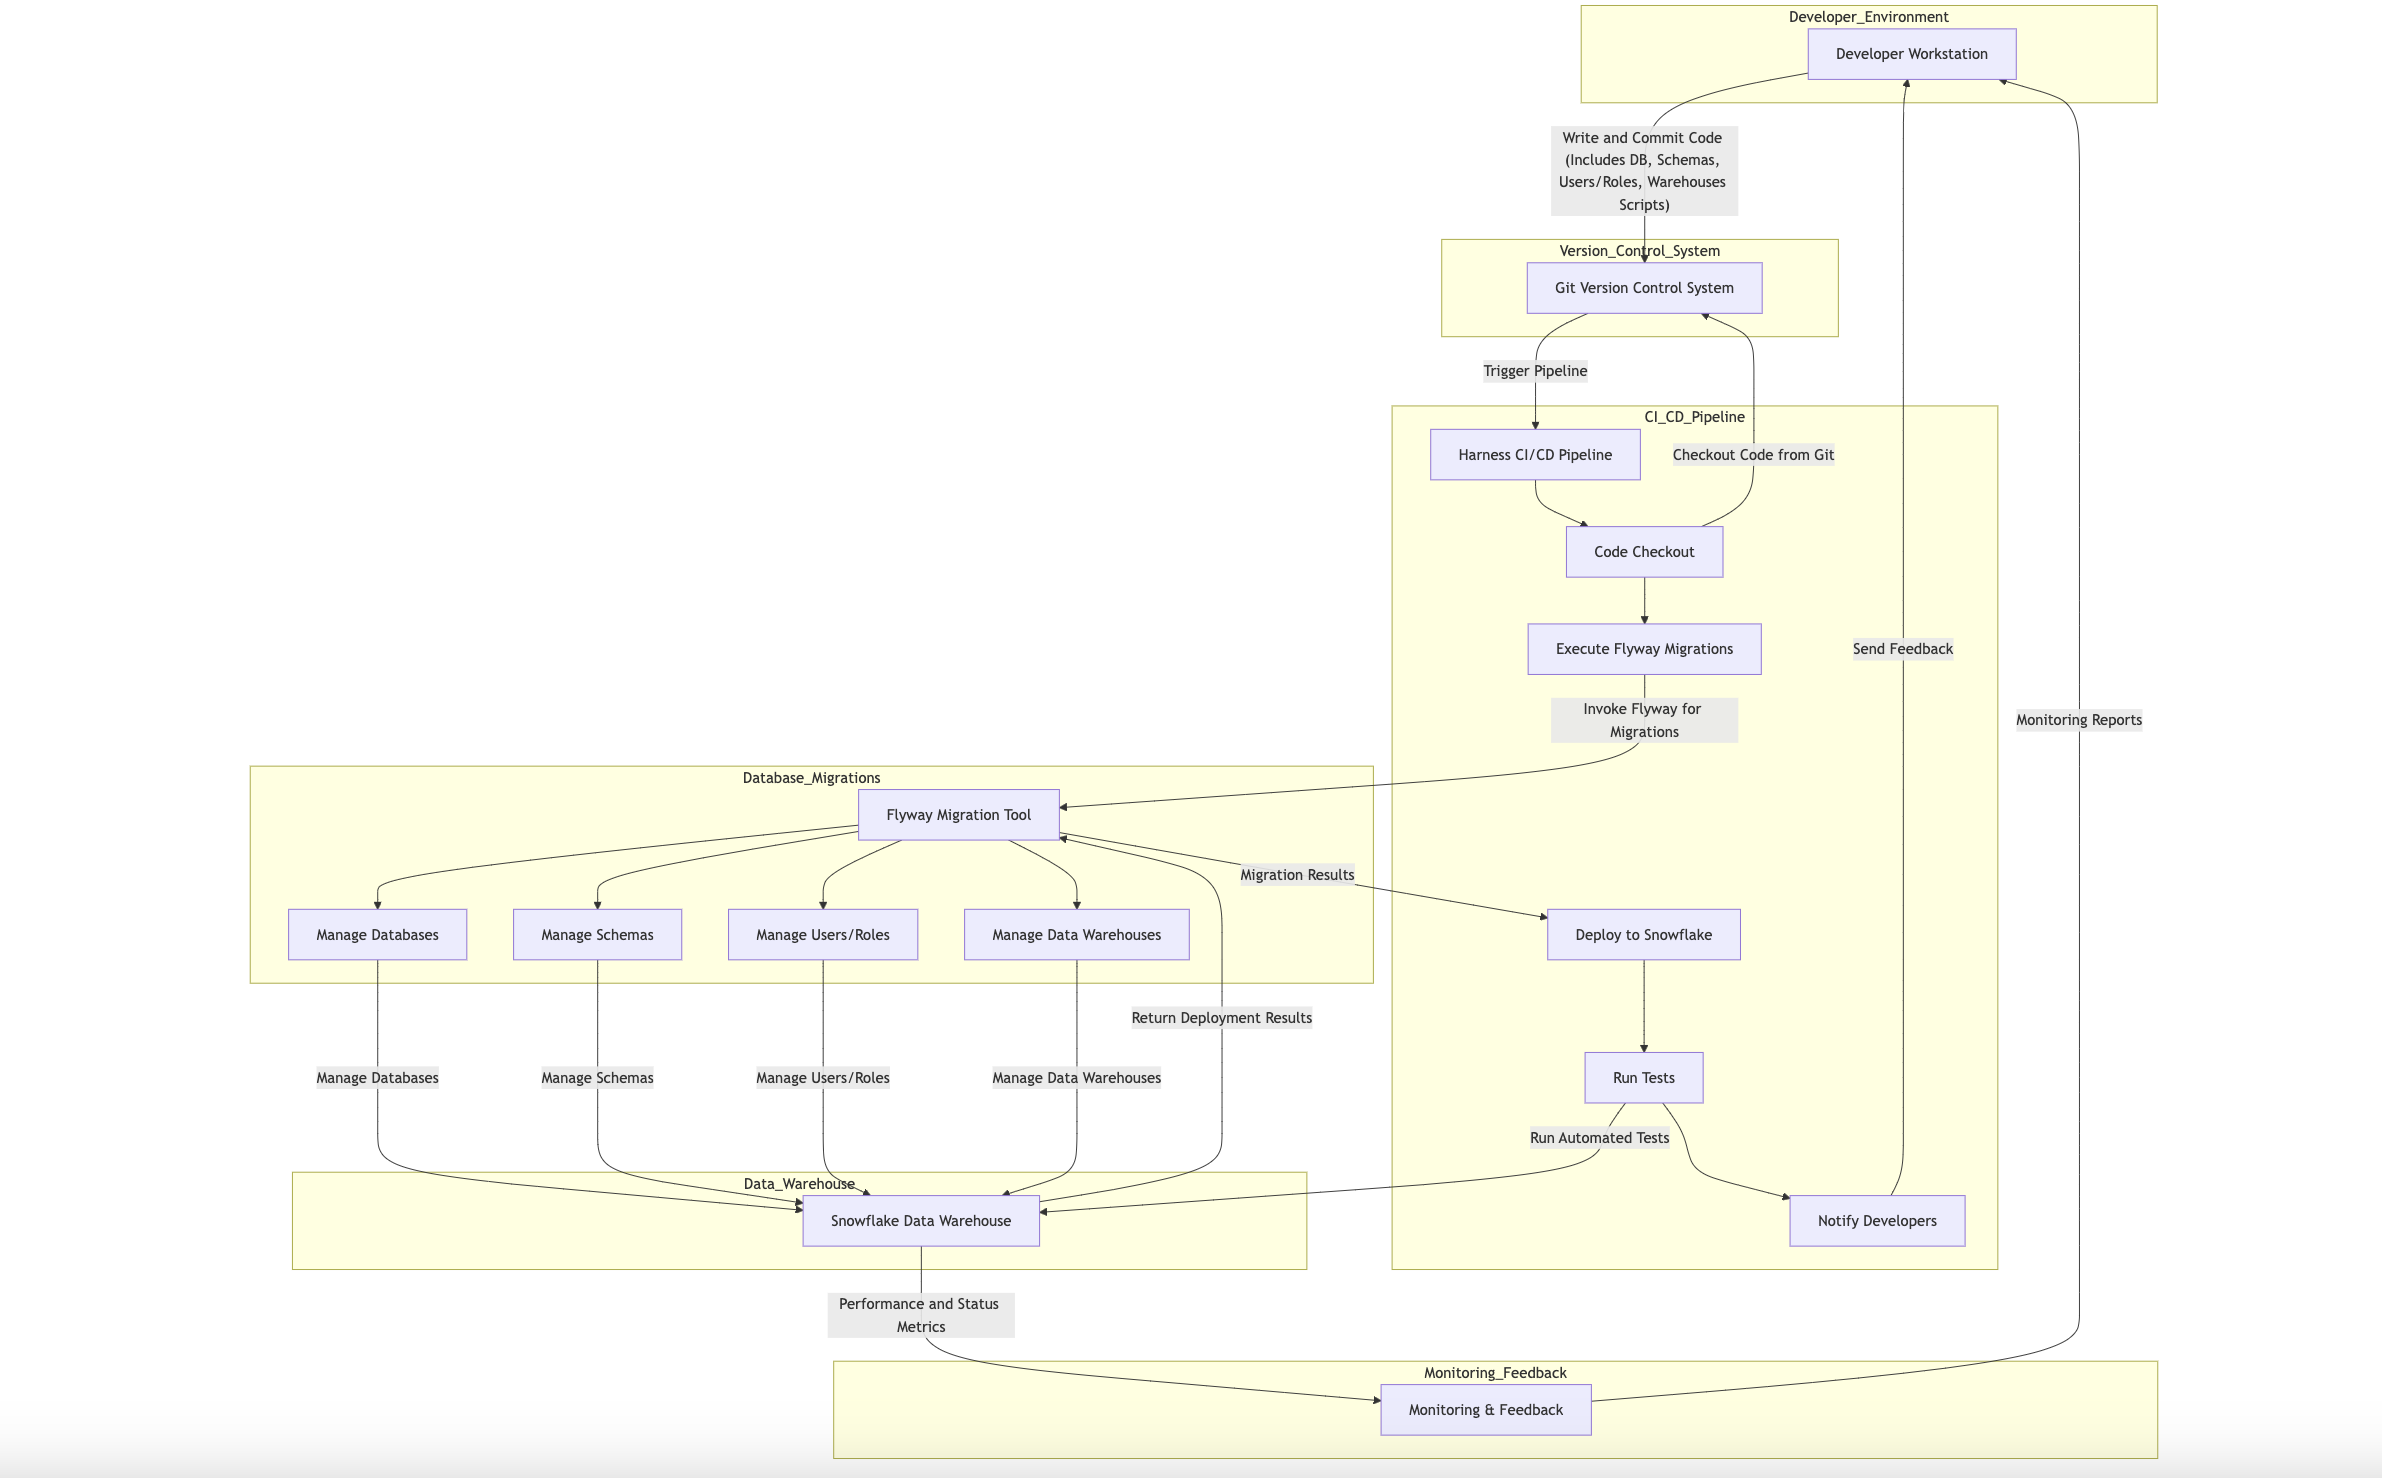 Developer_Environment
Developer Workstation
Write and Commit Code
(Includes DB, Schemas,
Users/Roles, Warehouses
Scripts)
Version_Control_System
Git Version Control System
Trigger Pipeline
CI_CD_Pipeline
Harness CI/CD Pipeline
Checkout Code from Git
Code Checkout
Execute Flyway Migrations
Send Feedback
Invoke Flyway for
Migrations
Monitoring Reports
Database_Migrations
Flyway Migration Tool
Migration Results
Manage Databases
Manage Schemas
Manage Users/Roles
Manage Data Warehouses
Deploy to Snowflake
Return Deployment Results
Manage Databases
Manage Schemas
Manage Users/Roles
Manage Data Warehouses
Run Tests
Run Automated Tests
Data_Warehouse
Snowflake Data Warehouse
Notify Developers
Performance and Status
Metrics
Monitoring_Feedback
Monitoring & Feedback